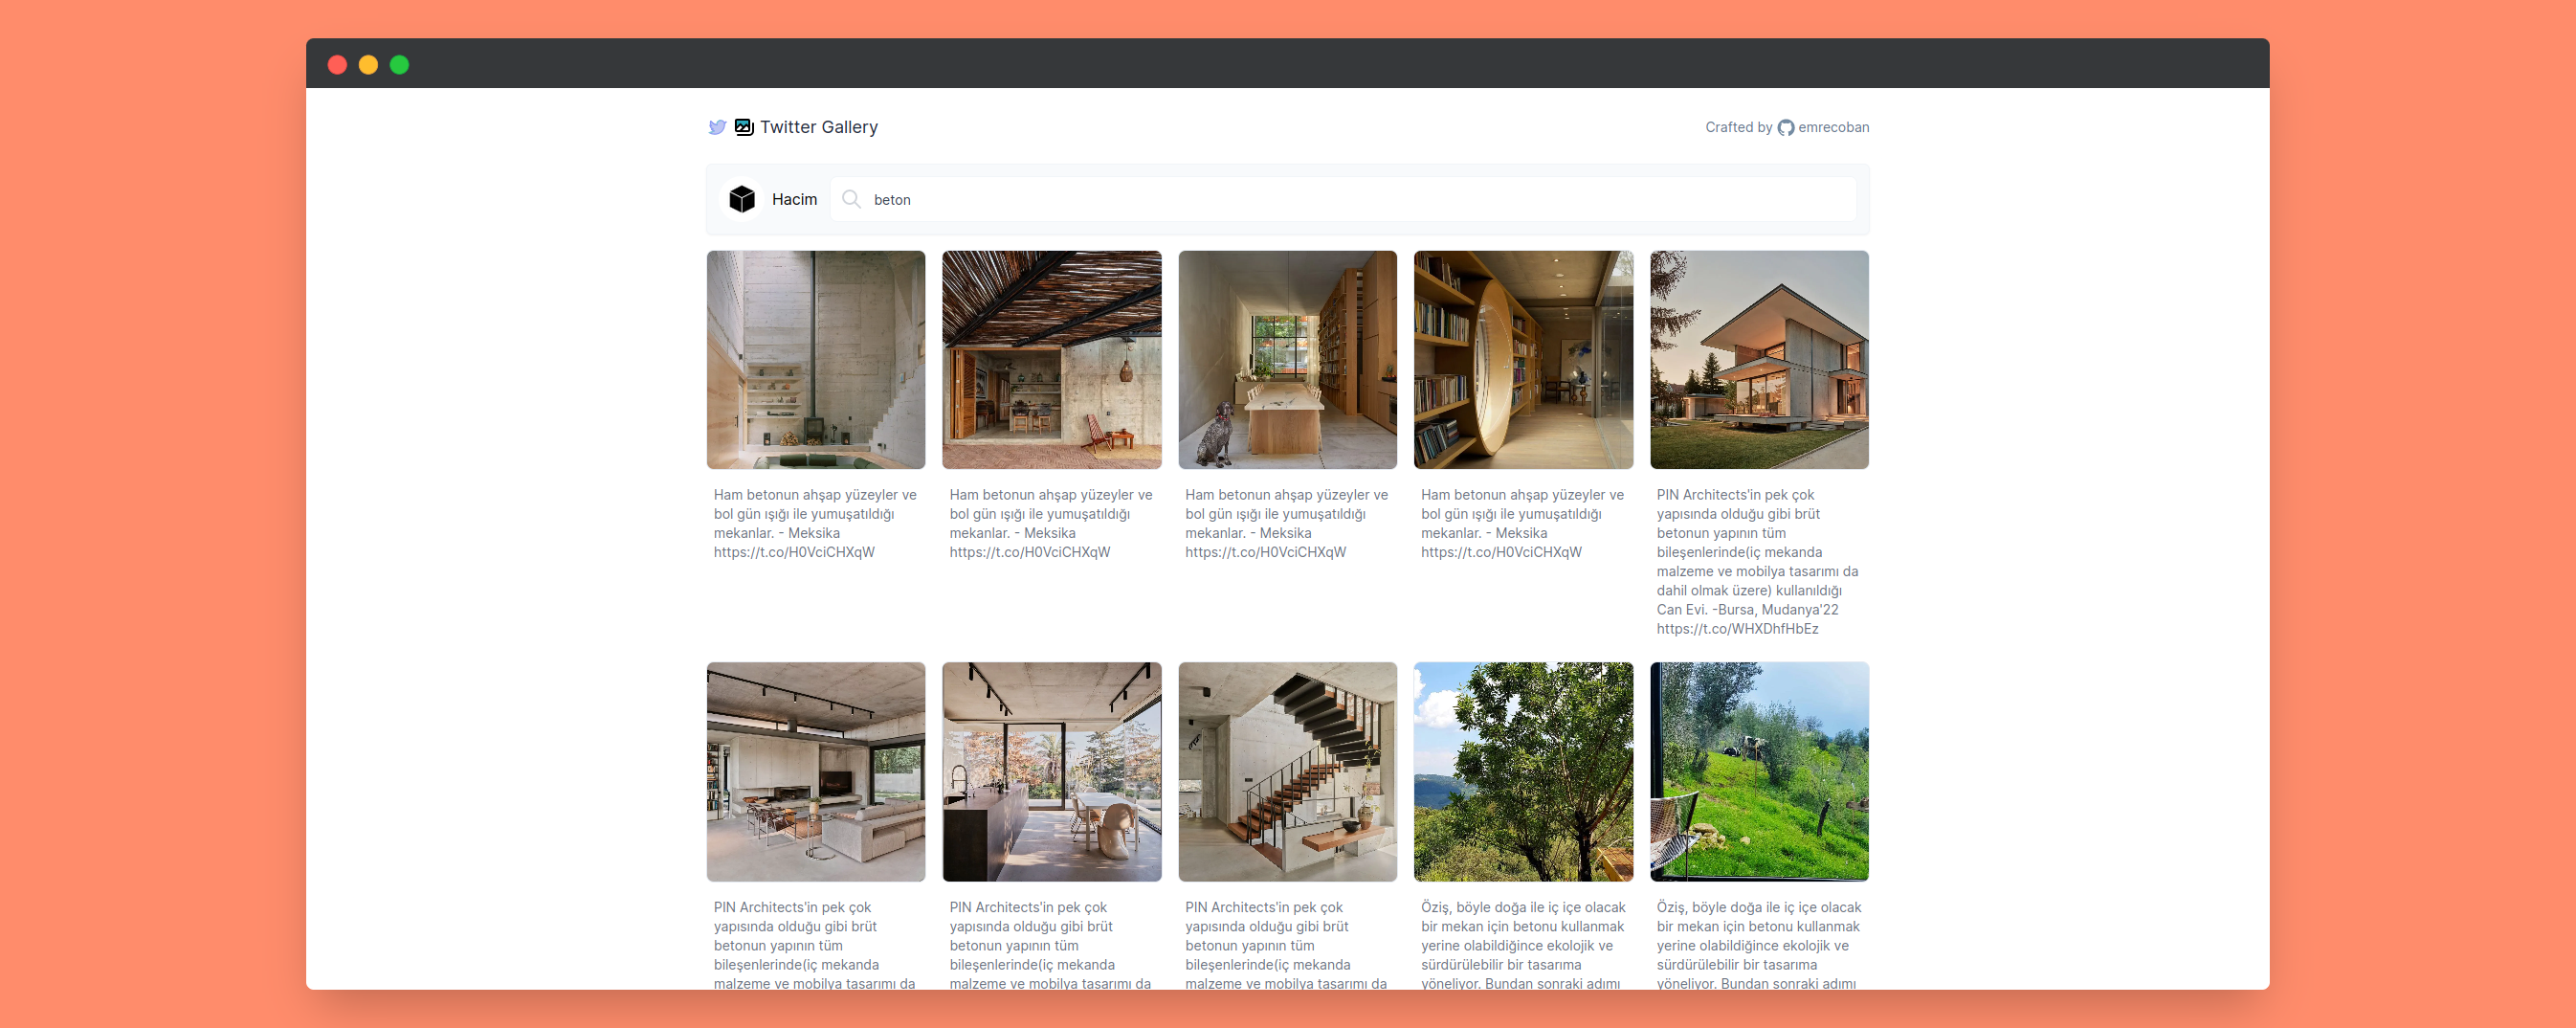 Twitter Gallery
Crafted by emrecoban
Hacim
beton
Ham betonun ahşap yüzeyler ve
bol gün ışığı ile yumuşatıldığı
mekanlar. - Meksika
https://t.co/H0VciCHXqW
Ham betonun ahşap yüzeyler ve
bol gün ışığı ile yumuşatıldığı
mekanlar. - Meksika
https://t.co/H0VciCHXqW
Ham betonun ahşap yüzeyler ve
bol gün ışığı ile yumuşatıldığı
mekanlar. - Meksika
https://t.co/H0VciCHXqW
Ham betonun ahşap yüzeyler ve
bol gün ışığı ile yumuşatıldığı
mekanlar. - Meksika
https://t.co/H0VciCHXqW
PIN Architects'in pek çok
yapısında olduğu gibi brüt
betonun yapının tüm
bileşenlerinde(iç mekanda
malzeme ve mobilya tasarımı da
dahil olmak üzere) kullanıldığı
Can Evi. -Bursa, Mudanya'22
https://t.co/WHXDhfHbEz
PIN Architects'in pek çok
yapısında olduğu gibi brüt
betonun yapının tüm
bileşenlerinde(iç mekanda
malzeme ve mobilya tasarımı da
PIN Architects'in pek çok
yapısında olduğu gibi brüt
betonun yapının tüm
bileşenlerinde(iç mekanda
malzeme ve mobilya tasarımı da
PIN Architects'in pek çok
yapısında olduğu gibi brüt
betonun yapının tüm
bileşenlerinde(iç mekanda
malzeme ve mobilya tasarımı da
Öziş, böyle doğa ile iç içe olacak
bir mekan için betonu kullanmak
yerine olabildiğince ekolojik ve
sürdürülebilir bir tasarıma
yöneliyor. Bundan sonraki adımı
Öziş, böyle doğa ile iç içe olacak
bir mekan için betonu kullanmak
yerine olabildiğince ekolojik ve
sürdürülebilir bir tasarıma
yöneliyor. Bundan sonraki adımı